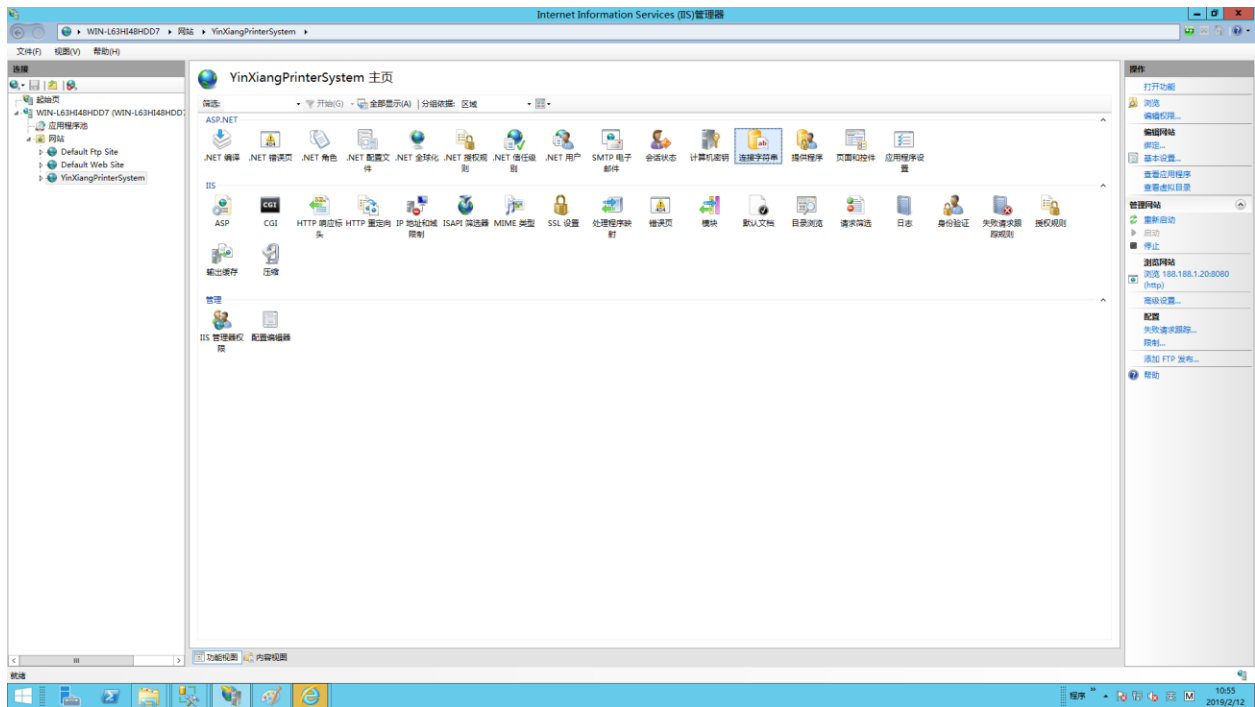 Internet Information Services (IIS)管理器
WIN-L63HI48HDD7 网站 YinXiangPrinterSystem
文件(F) 视图(V) 帮助(H)
连接
起始页
WIN-L63HI48HDD7 (WIN-L63HI48HDD7
应用程序池
网站
Default Ftp Site
Default Web Site
YinXiangPrinterSystem
YinXiangPrinterSystem 主页
筛选: 开始(G) 全部显示(A) 分组依据: 区域
ASP.NET
.NET 编译 .NET 错误页 .NET 角色 .NET 配置文 .NET 全球化 .NET 授权规 .NET 信任级 .NET 用户 SMTP 电子 会话状态 计算机密钥 连接字符串 提供程序 页面和控件 应用程序设
件 则 别 邮件 置
IIS
ASP CGI HTTP 响应标 HTTP 重定向 IP 地址和域 ISAPI 筛选器 MIME 类型 SSL 设置 处理程序映 错误页 模块 默认文档 目录浏览 请求筛选 日志 身份验证 失败请求跟 授权规则
头 限制 射 踪规则
输出缓存 压缩
管理
IIS 管理器权 配置编辑器
限
功能视图 内容视图
操作
打开功能
浏览
编辑权限...
编辑网站
绑定...
基本设置...
查看应用程序
查看虚拟目录
管理网站
重新启动
启动
停止
浏览网站
浏览 188.188.1.20:8080
(http)
高级设置...
配置
失败请求跟踪...
限制...
添加 FTP 发布...
帮助
就绪
程序 M 10:55
2019/2/12